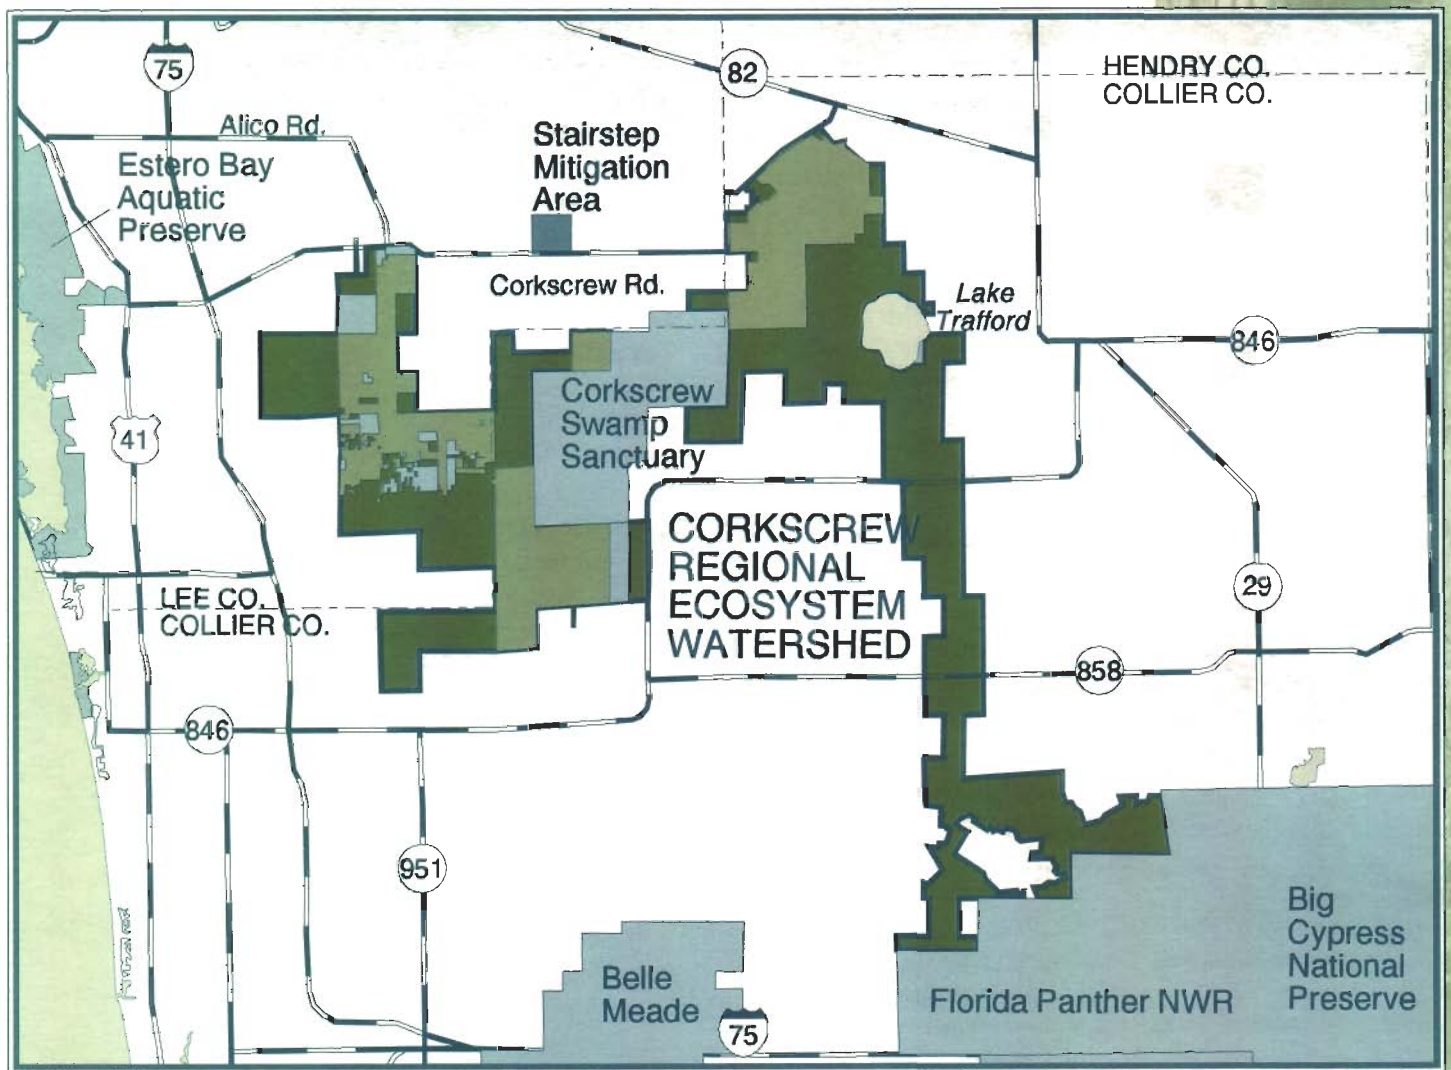 75
82
HENDRY CO.
COLLIER CO.
Alico Rd.
Stairstep
Mitigation
Area
Estero Bay
Aquatic
Preserve
Corkscrew Rd.
Lake
Trafford
846
41
Corkscrew
Swamp
Sanctuary
CORKSCREW
REGIONAL
ECOSYSTEM
WATERSHED
29
LEE CO.
COLLIER CO.
858
846
951
Belle
Meade
75
Florida Panther NWR
Big
Cypress
National
Preserve